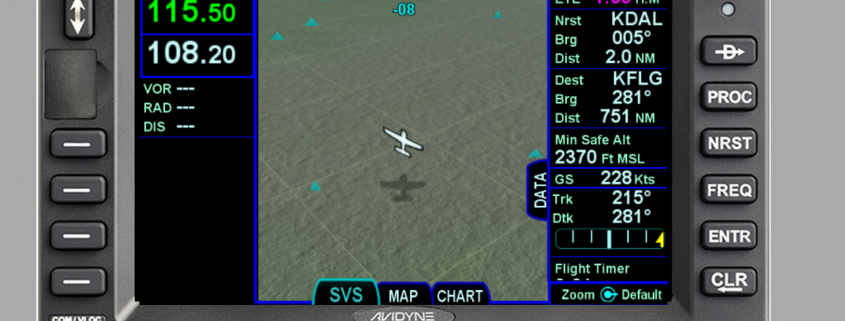 115.50
108.20
VOR ---
RAD ---
DIS ---
-08
Nrst KDAL
Brg 005°
Dist 2.0 NM
Dest KFLG
Brg 281°
Dist 751 NM
Min Safe Alt
2370 Ft MSL
GS 228 Kts
Trk 215°
Dtk 281°
Flight Timer
Zoom Default
DATA
SVS MAP CHART
D
PROC
NRST
FREQ
ENTR
CLR
COM/VLOC
AVIDYNE